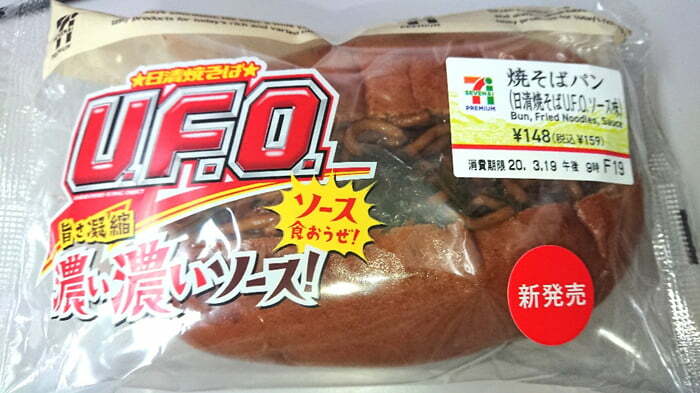 ★日清焼そば★
U.F.O.
旨さ凝縮
濃い濃いソース!
ソース
食おうぜ!
SEVEN&i
PREMIUM
焼そばパン
(日清焼そばU.F.O.ソース味)
Bun, Fried Noodles, Sauce
¥148(税込¥159)
消費期限 20. 3.19 午後 9時 F19
新発売